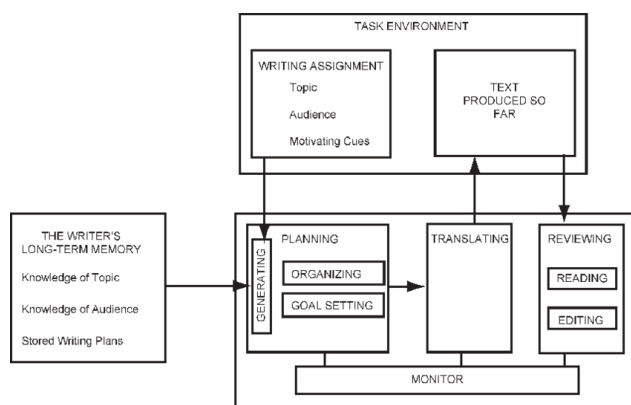 TASK ENVIRONMENT
WRITING ASSIGNMENT
Topic
Audience
Motivating Cues
TEXT
PRODUCED SO
FAR
THE WRITER'S
LONG-TERM MEMORY
Knowledge of Topic
Knowledge of Audience
Stored Writing Plans
PLANNING
GENERATING
ORGANIZING
GOAL SETTING
TRANSLATING
REVIEWING
READING
EDITING
MONITOR